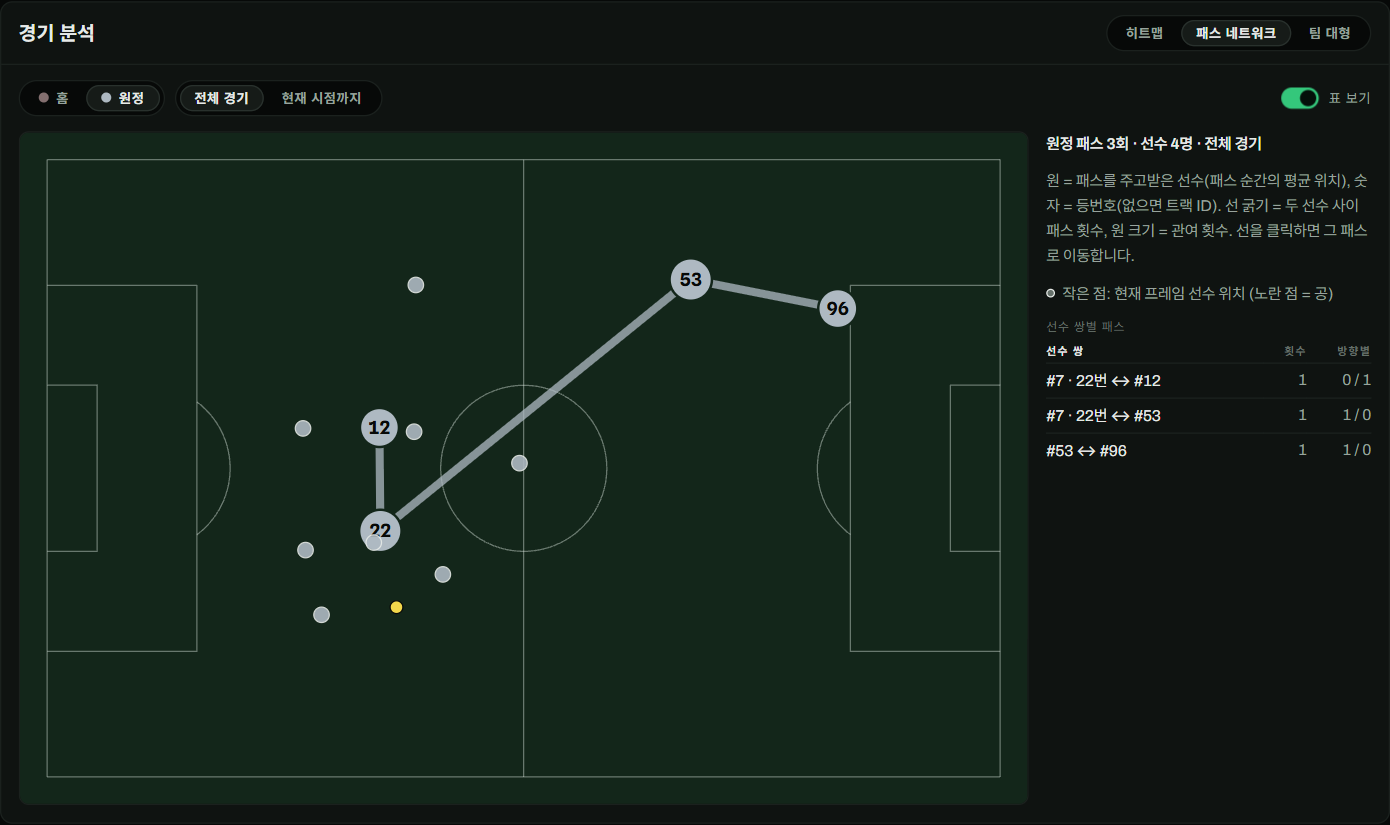 경기 분석
히트맵 패스 네트워크 팀 대형
홈 원정 전체 경기 현재 시점까지
표 보기
원정 패스 3회 · 선수 4명 · 전체 경기
원 = 패스를 주고받은 선수(패스 순간의 평균 위치), 숫
자 = 등번호(없으면 트랙 ID). 선 굵기 = 두 선수 사이
패스 횟수, 원 크기 = 관여 횟수. 선을 클릭하면 그 패스
로 이동합니다.
작은 점: 현재 프레임 선수 위치 (노란 점 = 공)
선수 쌍별 패스
선수 쌍 횟수 방향별
#7 · 22번 ↔ #12 1 0 / 1
#7 · 22번 ↔ #53 1 1 / 0
#53 ↔ #96 1 1 / 0
53
96
12
22